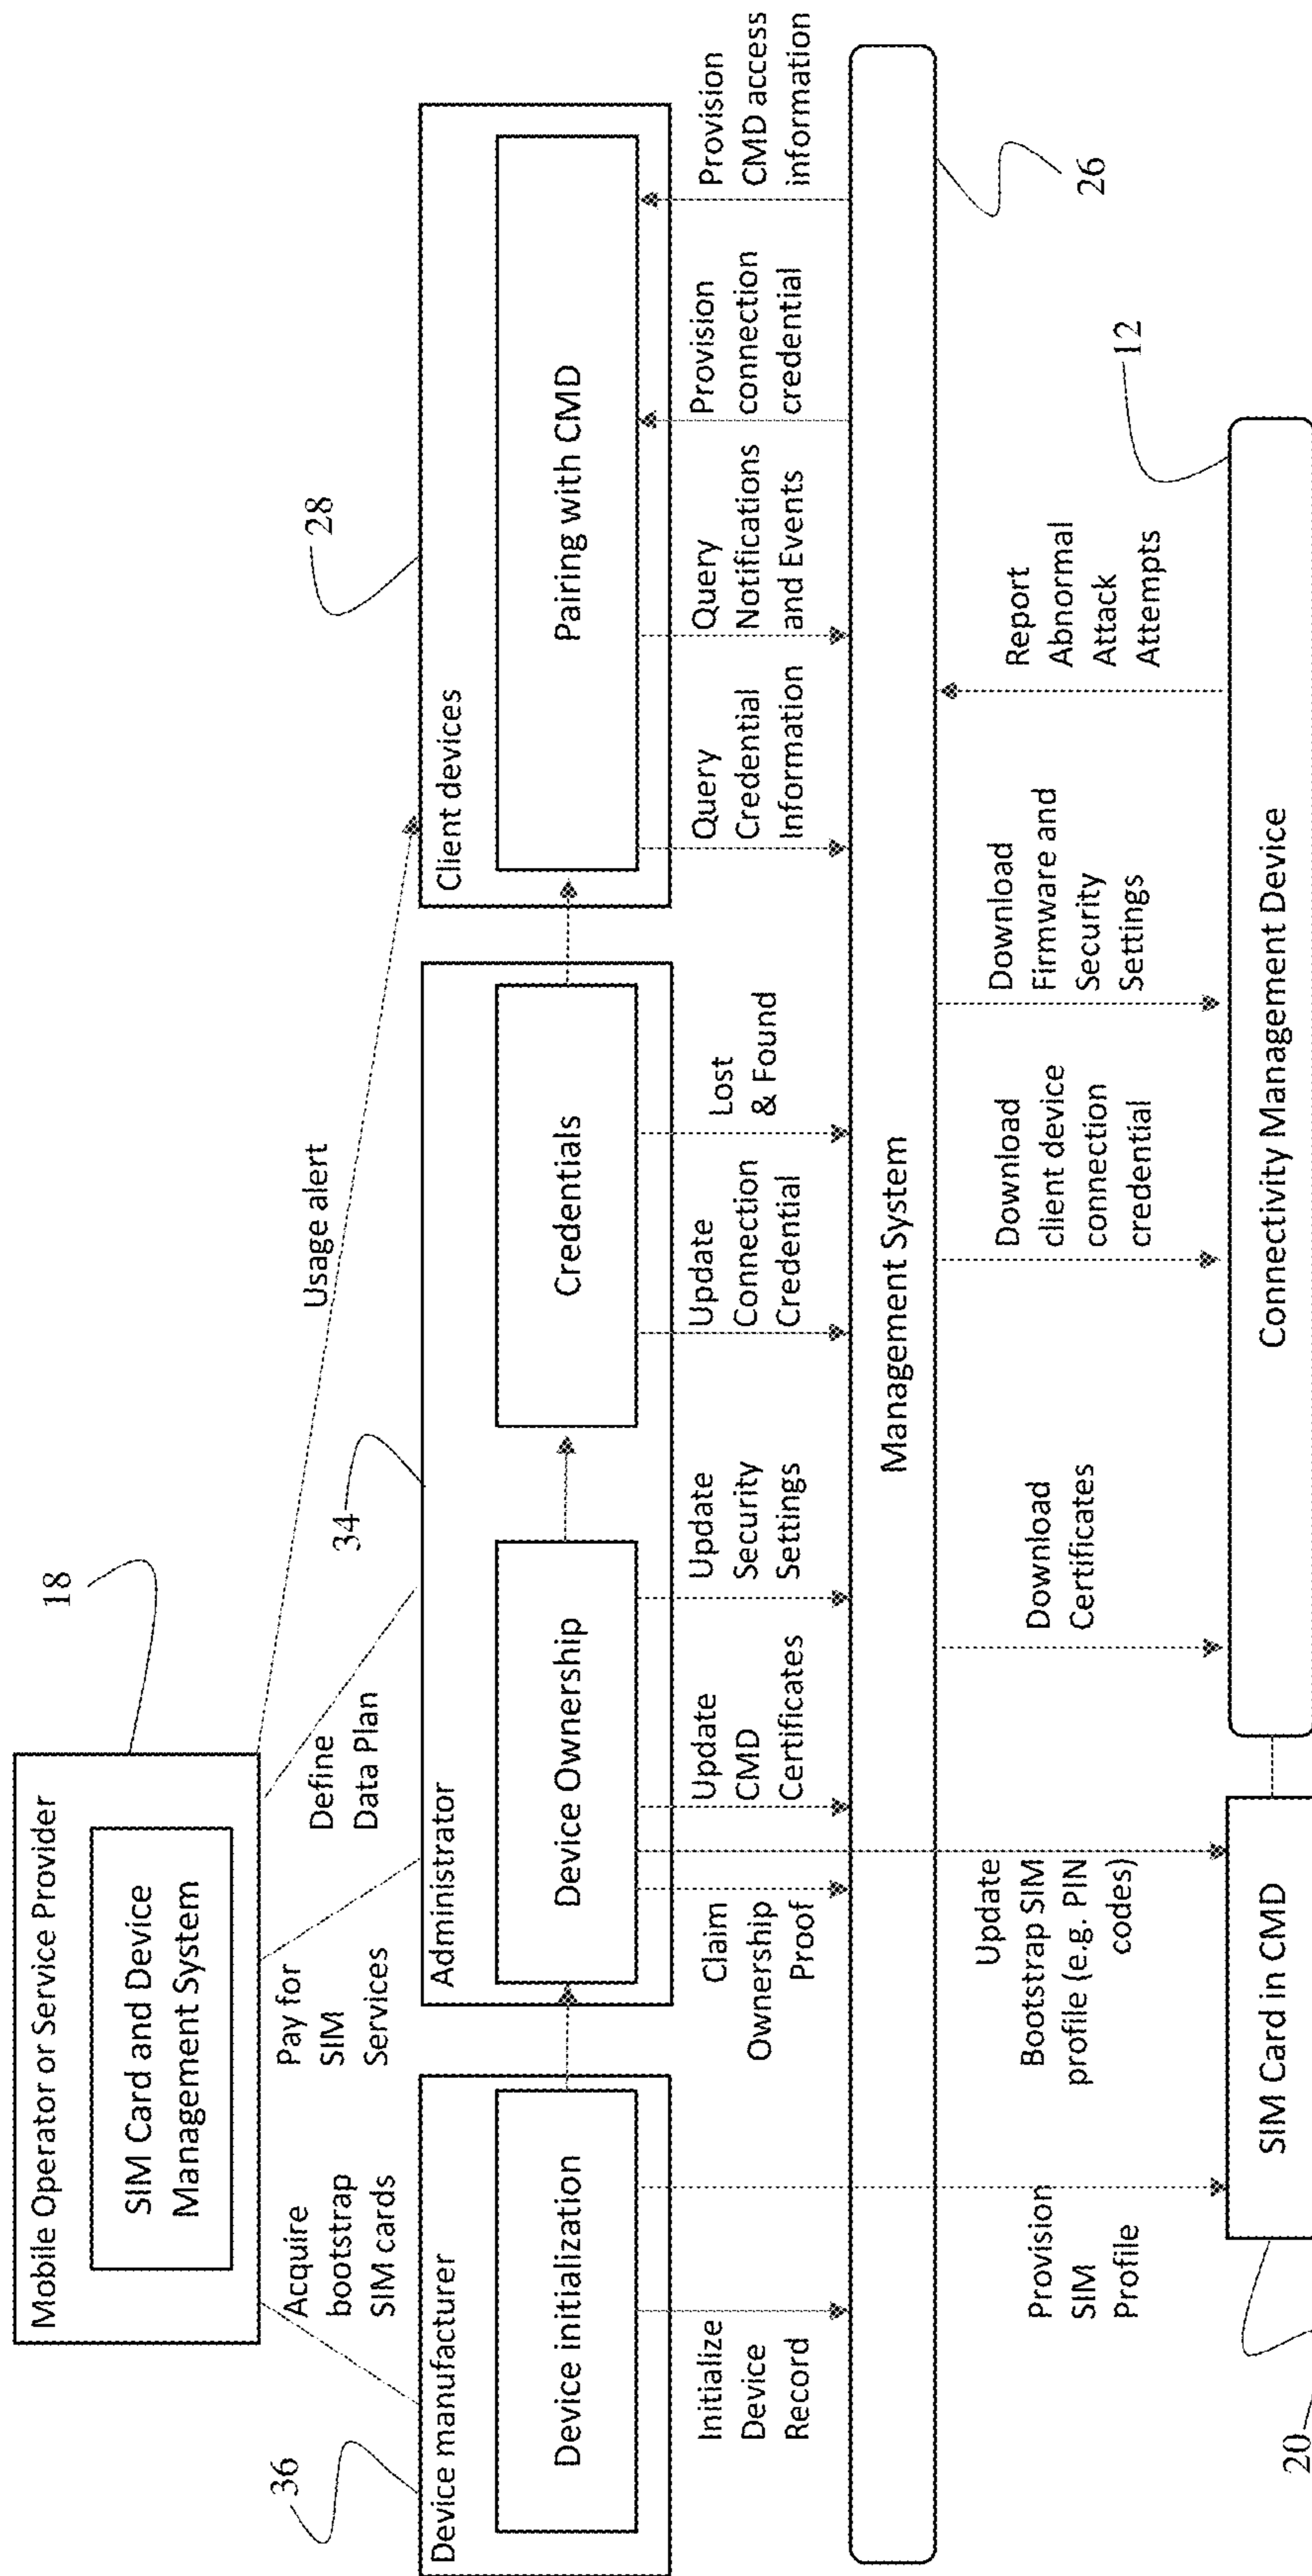 Mobile Operator or Service Provider
SIM Card and Device
Management System
18
Acquire
bootstrap
SIM cards
Pay for
SIM
Services
Define
Data Plan
Usage alert
36
34
28
Device manufacturer
Device initialization
Administrator
Device Ownership
Credentials
Client devices
Pairing with CMD
Initialize
Device
Record
Claim
Ownership
Proof
Update
CMD
Certificates
Update
Security
Settings
Update
Connection
Credential
Lost
& Found
Query
Credential
Information
Query
Notifications
and Events
Provision
connection
credential
Provision
CMD access
information
Management System
26
Provision
SIM
Profile
Update
Bootstrap SIM
profile (e.g. PIN
codes)
Download
Certificates
Download
client device
connection
credential
Download
Firmware and
Security
Settings
Report
Abnormal
Attack
Attempts
12
SIM Card in CMD
Connectivity Management Device
20